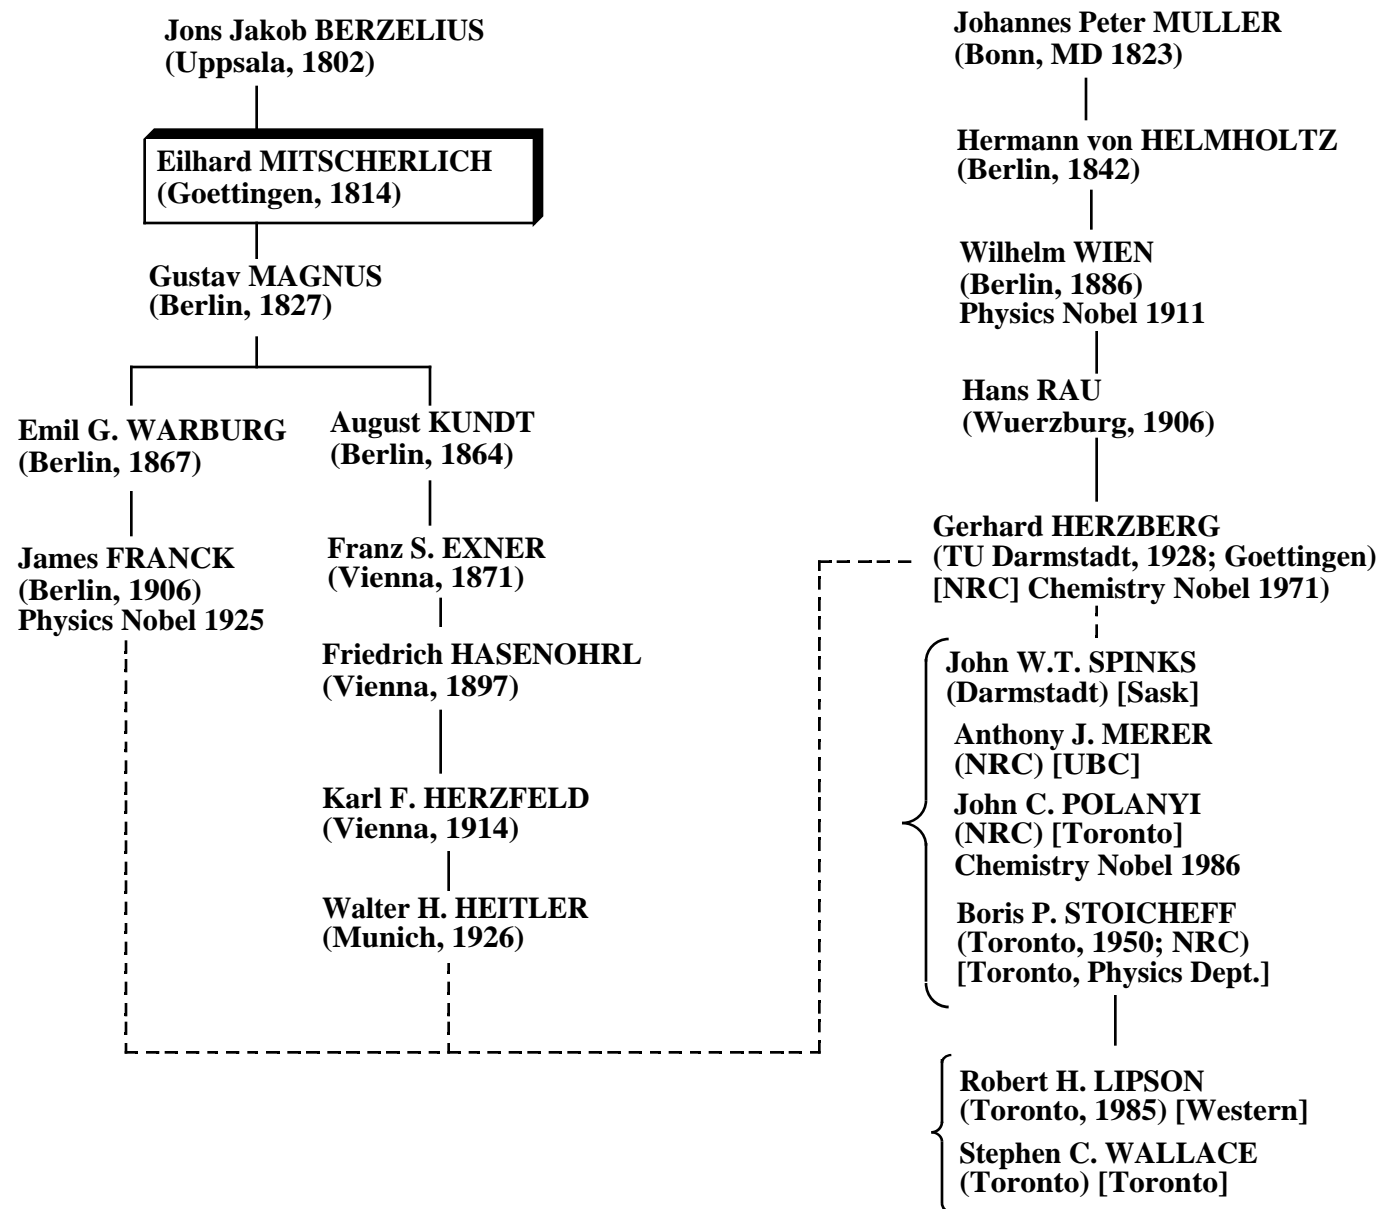 Jons Jakob BERZELIUS
(Uppsala, 1802)
Eilhard MITSCHERLICH
(Goettingen, 1814)
Gustav MAGNUS
(Berlin, 1827)
Emil G. WARBURG
(Berlin, 1867)
James FRANCK
(Berlin, 1906)
Physics Nobel 1925
August KUNDT
(Berlin, 1864)
Franz S. EXNER
(Vienna, 1871)
Friedrich HASENOHRL
(Vienna, 1897)
Karl F. HERZFELD
(Vienna, 1914)
Walter H. HEITLER
(Munich, 1926)
Johannes Peter MULLER
(Bonn, MD 1823)
Hermann von HELMHOLTZ
(Berlin, 1842)
Wilhelm WIEN
(Berlin, 1886)
Physics Nobel 1911
Hans RAU
(Wuerzburg, 1906)
Gerhard HERZBERG
(TU Darmstadt, 1928; Goettingen)
[NRC] Chemistry Nobel 1971)
John W.T. SPINKS
(Darmstadt) [Sask]
Anthony J. MERER
(NRC) [UBC]
John C. POLANYI
(NRC) [Toronto]
Chemistry Nobel 1986
Boris P. STOICHEFF
(Toronto, 1950; NRC)
[Toronto, Physics Dept.]
Robert H. LIPSON
(Toronto, 1985) [Western]
Stephen C. WALLACE
(Toronto) [Toronto]